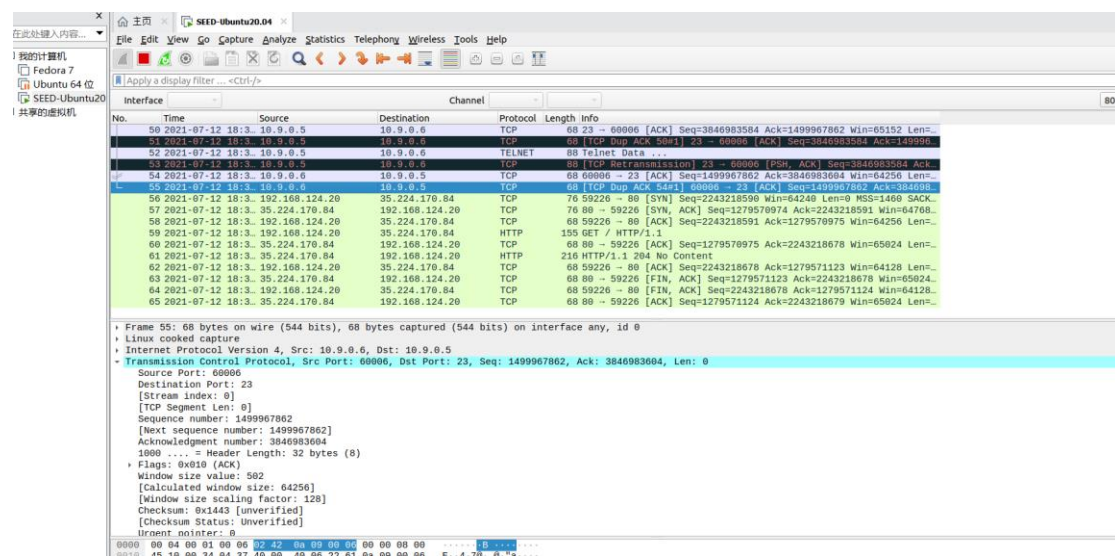 主页 × SEED-Ubuntu20.04 ×
在此处键入内容...
File Edit View Go Capture Analyze Statistics Telephony Wireless Tools Help
我的计算机
Fedora 7
Ubuntu 64 位
SEED-Ubuntu20
共享的虚拟机
Apply a display filter ... <Ctrl-/>
Interface Channel 80
No. Time Source Destination Protocol Length Info
50 2021-07-12 18:3… 10.9.0.5 10.9.0.6 TCP 68 23 → 60006 [ACK] Seq=3846983584 Ack=1499967862 Win=65152 Len=…
51 2021-07-12 18:3… 10.9.0.5 10.9.0.6 TCP 68 [TCP Dup ACK 50#1] 23 → 60006 [ACK] Seq=3846983584 Ack=149996…
52 2021-07-12 18:3… 10.9.0.5 10.9.0.6 TELNET 88 Telnet Data ...
53 2021-07-12 18:3… 10.9.0.5 10.9.0.6 TCP 88 [TCP Retransmission] 23 → 60006 [PSH, ACK] Seq=3846983584 Ack…
54 2021-07-12 18:3… 10.9.0.6 10.9.0.5 TCP 68 60006 → 23 [ACK] Seq=1499967862 Ack=3846983604 Win=64256 Len=…
55 2021-07-12 18:3… 10.9.0.6 10.9.0.5 TCP 68 [TCP Dup ACK 54#1] 60006 → 23 [ACK] Seq=1499967862 Ack=384698…
56 2021-07-12 18:3… 192.168.124.20 35.224.170.84 TCP 76 59226 → 80 [SYN] Seq=2243218590 Win=64240 Len=0 MSS=1460 SACK…
57 2021-07-12 18:3… 35.224.170.84 192.168.124.20 TCP 76 80 → 59226 [SYN, ACK] Seq=1279570974 Ack=2243218591 Win=64768…
58 2021-07-12 18:3… 192.168.124.20 35.224.170.84 TCP 68 59226 → 80 [ACK] Seq=2243218591 Ack=1279570975 Win=64256 Len=…
59 2021-07-12 18:3… 192.168.124.20 35.224.170.84 HTTP 155 GET / HTTP/1.1
60 2021-07-12 18:3… 35.224.170.84 192.168.124.20 TCP 68 80 → 59226 [ACK] Seq=1279570975 Ack=2243218678 Win=65024 Len=…
61 2021-07-12 18:3… 35.224.170.84 192.168.124.20 HTTP 216 HTTP/1.1 204 No Content
62 2021-07-12 18:3… 192.168.124.20 35.224.170.84 TCP 68 59226 → 80 [ACK] Seq=2243218678 Ack=1279571123 Win=64128 Len=…
63 2021-07-12 18:3… 35.224.170.84 192.168.124.20 TCP 68 80 → 59226 [FIN, ACK] Seq=1279571123 Ack=2243218678 Win=65024…
64 2021-07-12 18:3… 192.168.124.20 35.224.170.84 TCP 68 59226 → 80 [FIN, ACK] Seq=2243218678 Ack=1279571124 Win=64128…
65 2021-07-12 18:3… 35.224.170.84 192.168.124.20 TCP 68 80 → 59226 [ACK] Seq=1279571124 Ack=2243218679 Win=65024 Len=…
Frame 55: 68 bytes on wire (544 bits), 68 bytes captured (544 bits) on interface any, id 0
Linux cooked capture
Internet Protocol Version 4, Src: 10.9.0.6, Dst: 10.9.0.5
Transmission Control Protocol, Src Port: 60006, Dst Port: 23, Seq: 1499967862, Ack: 3846983604, Len: 0
Source Port: 60006
Destination Port: 23
[Stream index: 0]
[TCP Segment Len: 0]
Sequence number: 1499967862
[Next sequence number: 1499967862]
Acknowledgment number: 3846983604
1000 .... = Header Length: 32 bytes (8)
Flags: 0x010 (ACK)
Window size value: 502
[Calculated window size: 64256]
[Window size scaling factor: 128]
Checksum: 0x1443 [unverified]
[Checksum Status: Unverified]
Urgent pointer: 0
0000 00 04 00 01 00 06 02 42 0a 09 00 06 00 00 08 00 ·······B ········